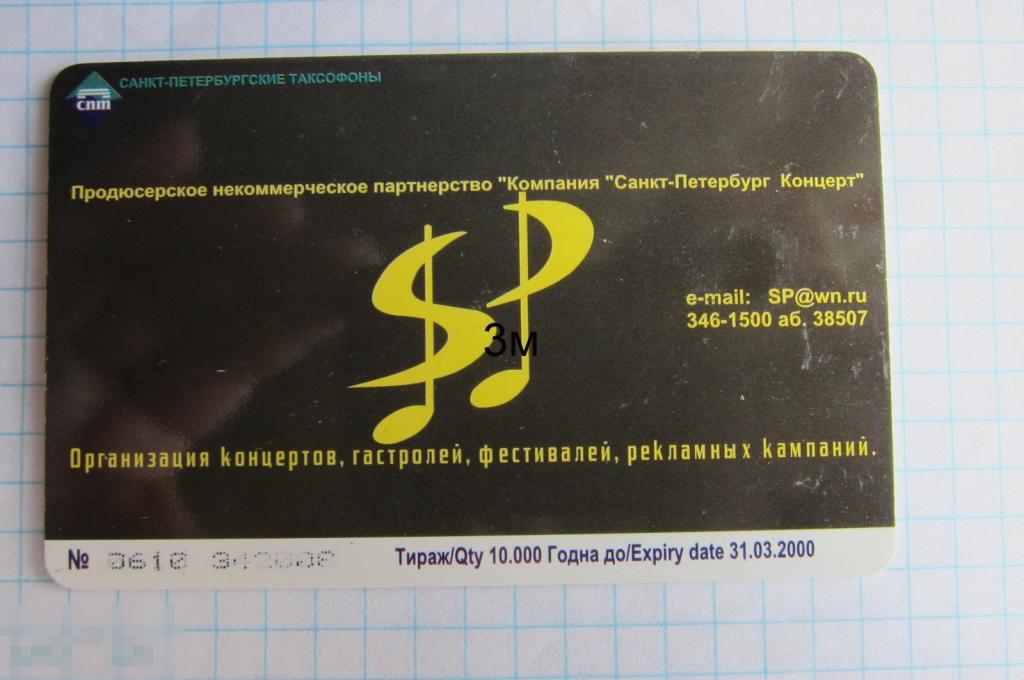 САНКТ-ПЕТЕРБУРГСКИЕ ТАКСОФОНЫ
спт
Продюсерское некоммерческое партнерство "Компания "Санкт-Петербург Концерт"
SP
e-mail: SP@wn.ru
346-1500 аб. 38507
3м
Организация концертов, гастролей, фестивалей, рекламных кампаний.
№ 0610 Тираж/Qty 10.000 Годна до/Expiry date 31.03.2000